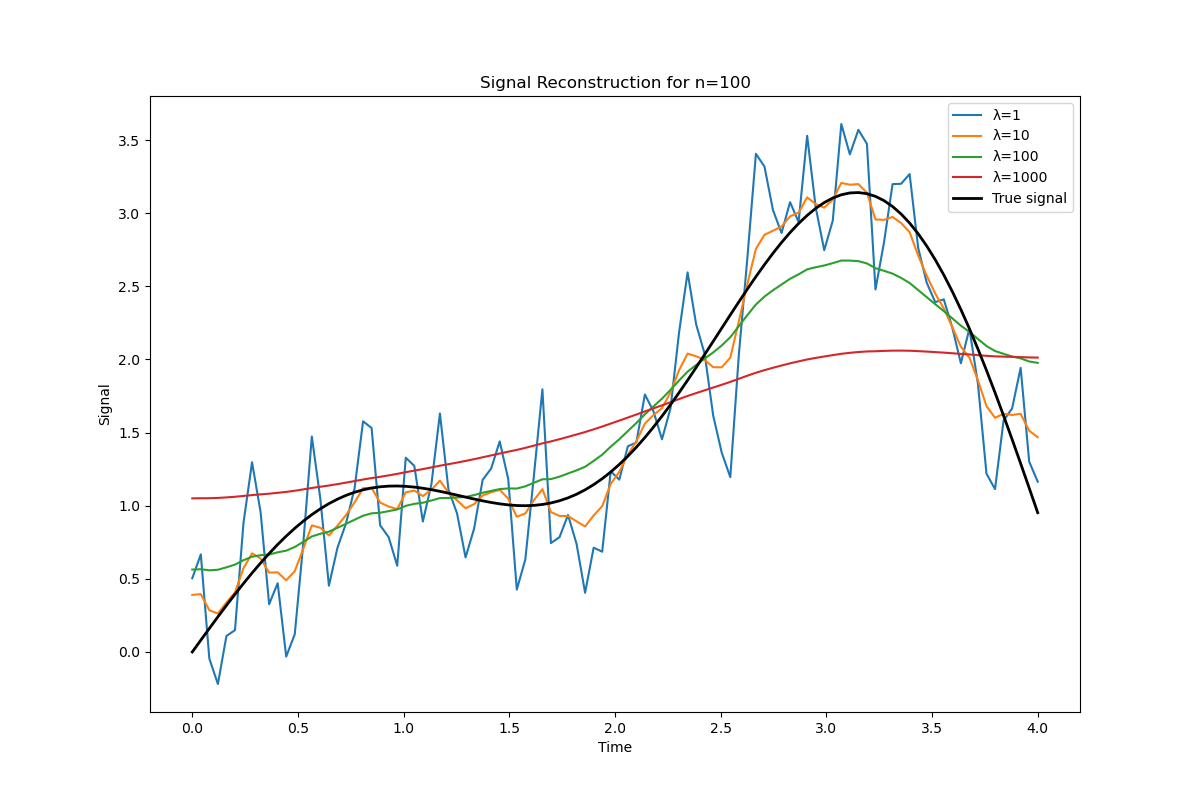 Signal Reconstruction for n=100
λ=1
λ=10
λ=100
λ=1000
True signal
3.5
3.0
2.5
2.0
1.5
1.0
0.5
0.0
Signal
0.0 0.5 1.0 1.5 2.0 2.5 3.0 3.5 4.0
Time